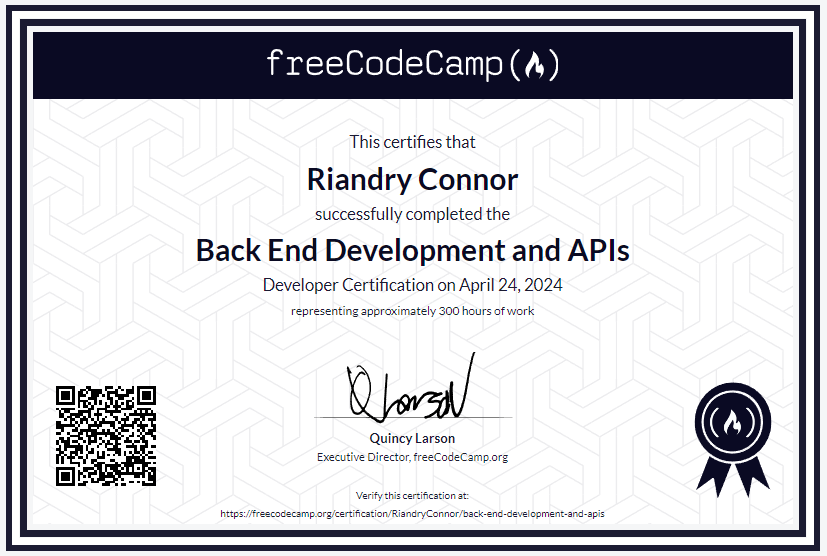 freeCodeCamp(🔥)
This certifies that
Riandry Connor
successfully completed the
Back End Development and APIs
Developer Certification on April 24, 2024
representing approximately 300 hours of work
QLarson
Quincy Larson
Executive Director, freeCodeCamp.org
Verify this certification at:
https://freecodecamp.org/certification/RiandryConnor/back-end-development-and-apis